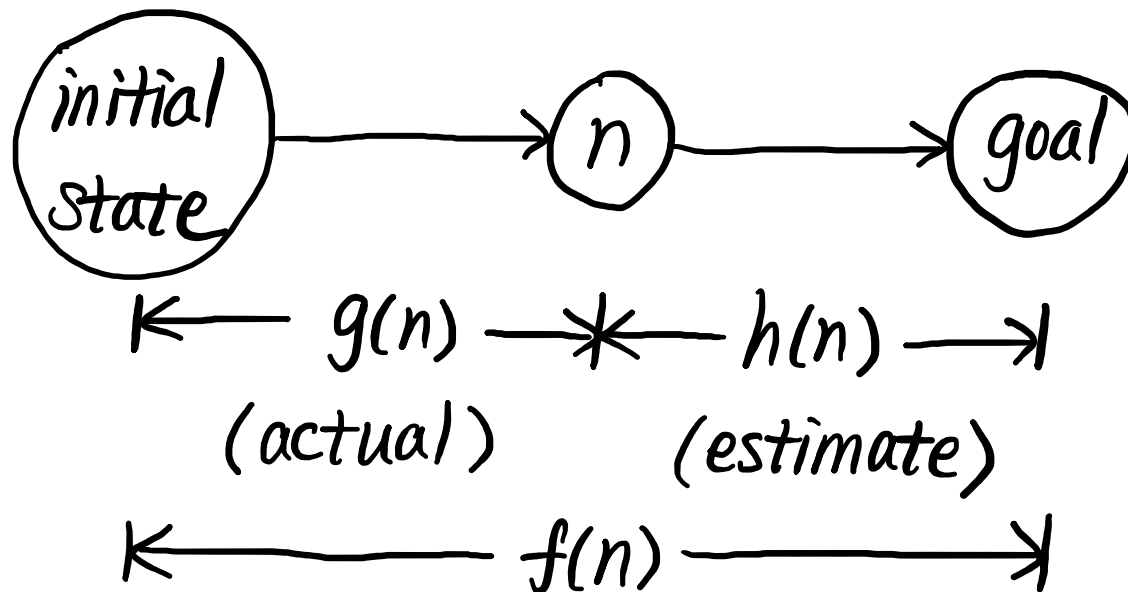 initial
state
n
goal
g(n)
h(n)
(actual)
(estimate)
f(n)